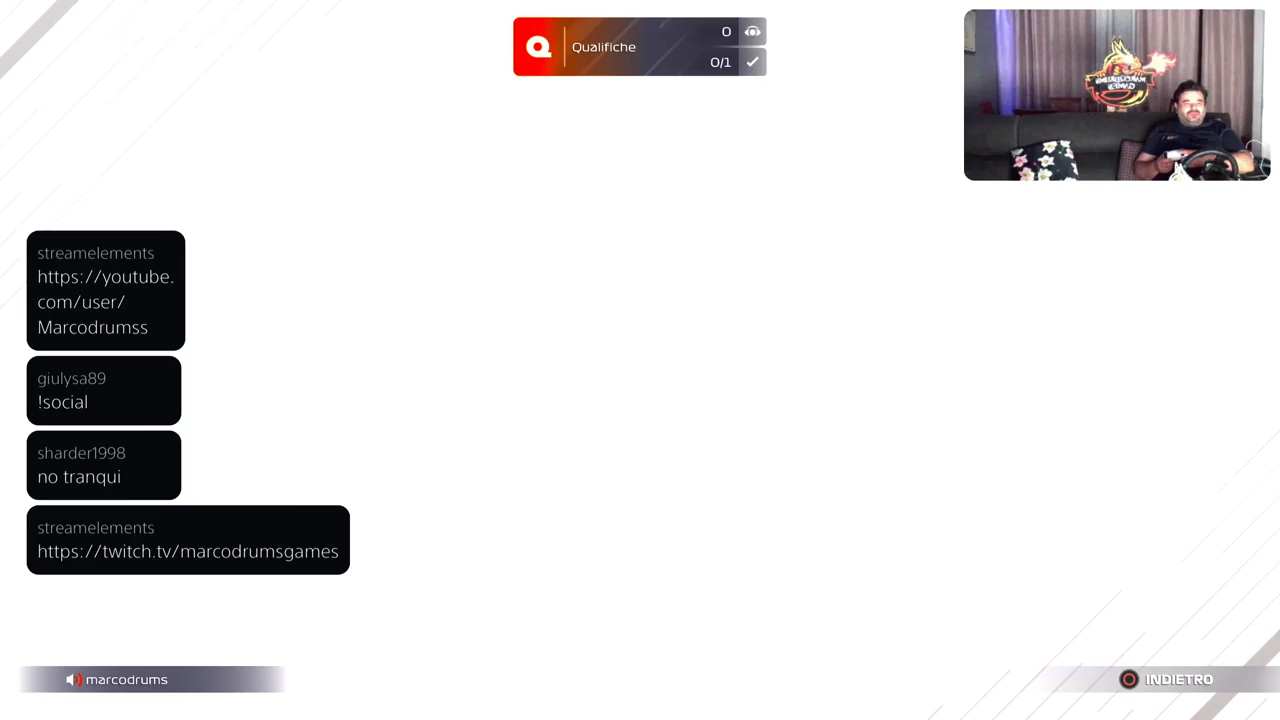 Qualifiche
0
0/1
streamelements
https://youtube.
com/user/
Marcodrumss
giulysa89
!social
sharder1998
no tranqui
streamelements
https://twitch.tv/marcodrumsgames
marcodrums
INDIETRO